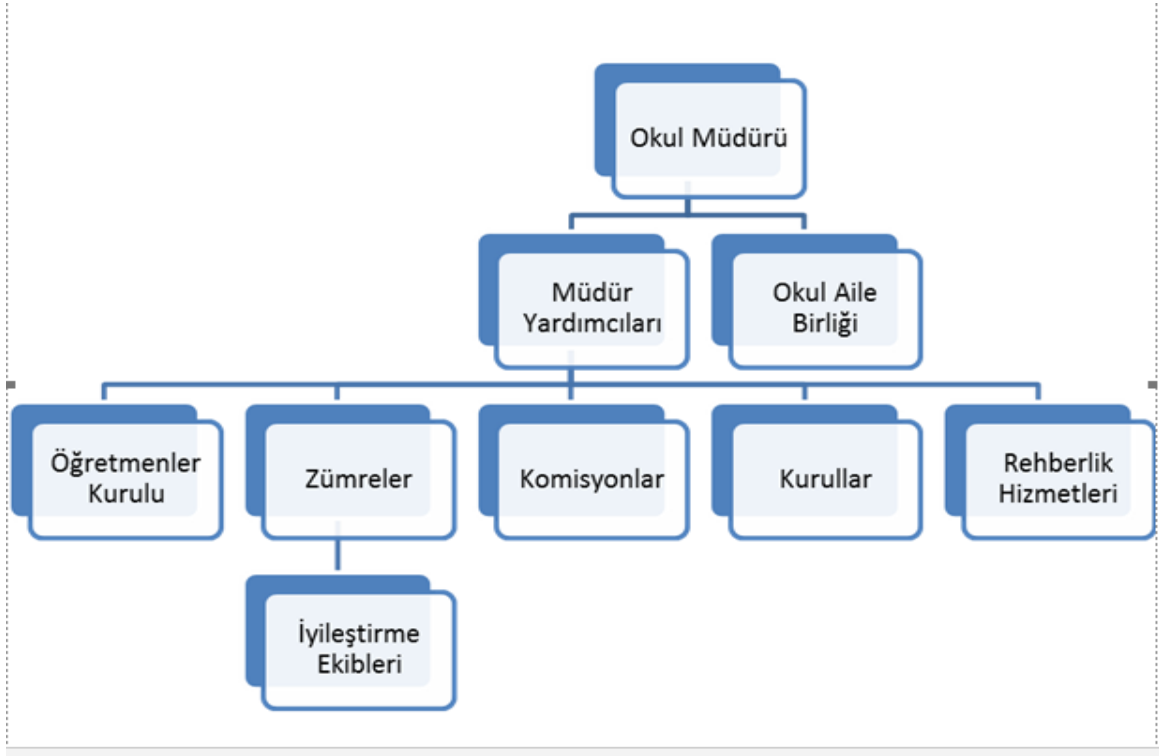 Okul Müdürü
Müdür
Yardımcıları
Okul Aile
Birliği
Öğretmenler
Kurulu
Zümreler
Komisyonlar
Kurullar
Rehberlik
Hizmetleri
İyileştirme
Ekibleri